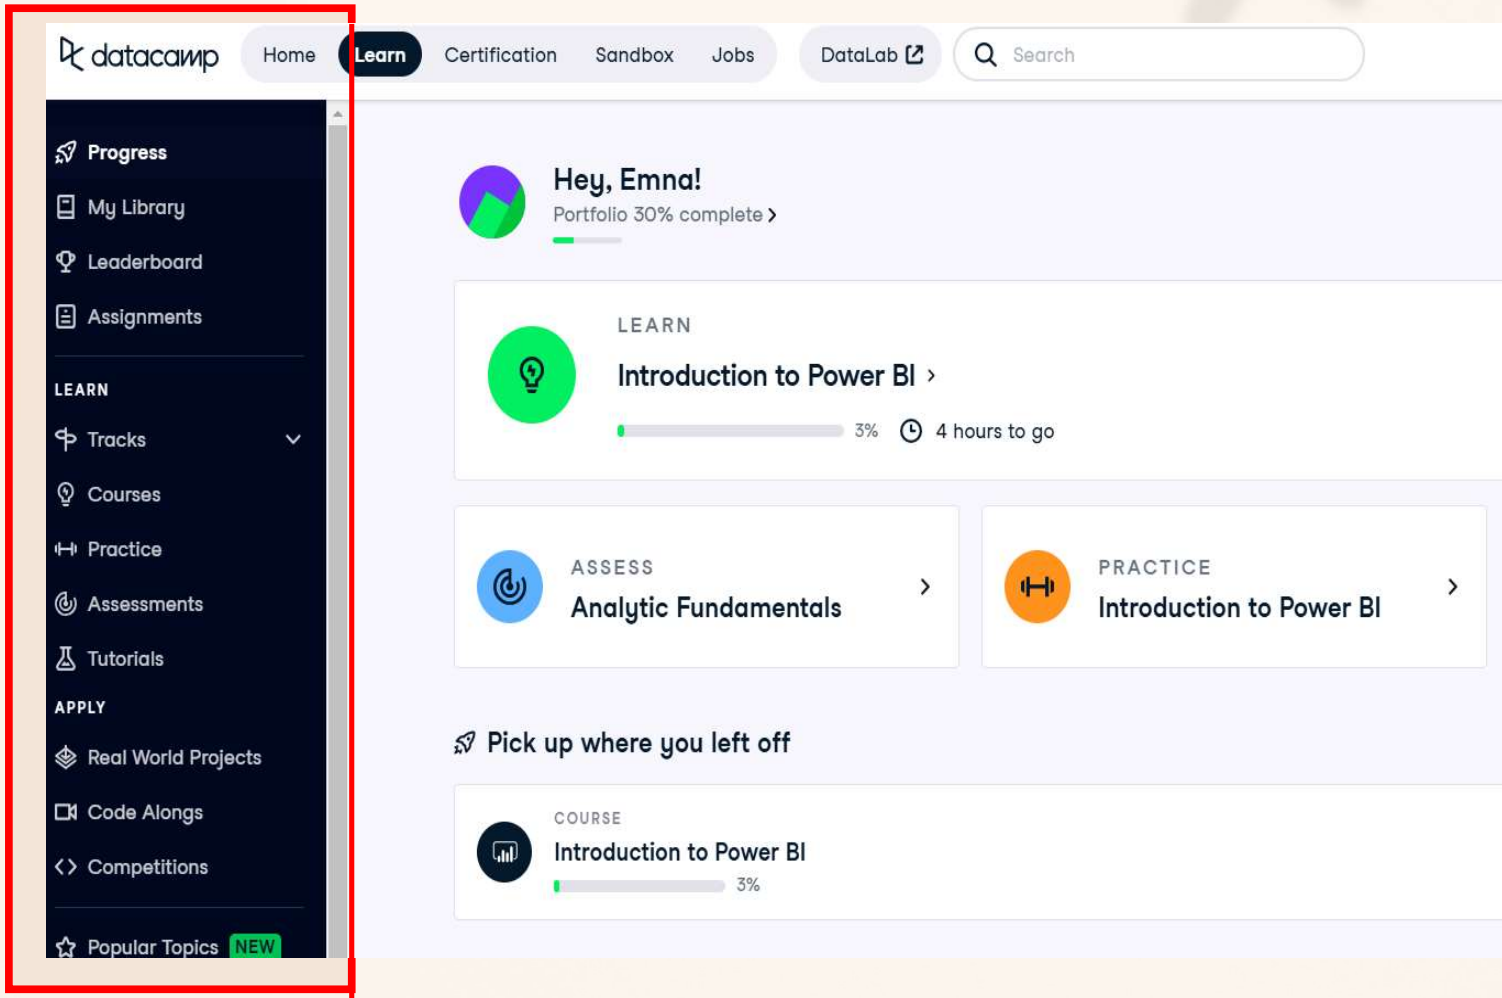 datacamp Home Learn Certification Sandbox Jobs DataLab Search
Progress
My Library
Leaderboard
Assignments
LEARN
Tracks
Courses
Practice
Assessments
Tutorials
APPLY
Real World Projects
Code Alongs
Competitions
Popular Topics NEW
Hey, Emna!
Portfolio 30% complete
LEARN
Introduction to Power BI
3% 4 hours to go
ASSESS
Analytic Fundamentals
PRACTICE
Introduction to Power BI
Pick up where you left off
COURSE
Introduction to Power BI
3%